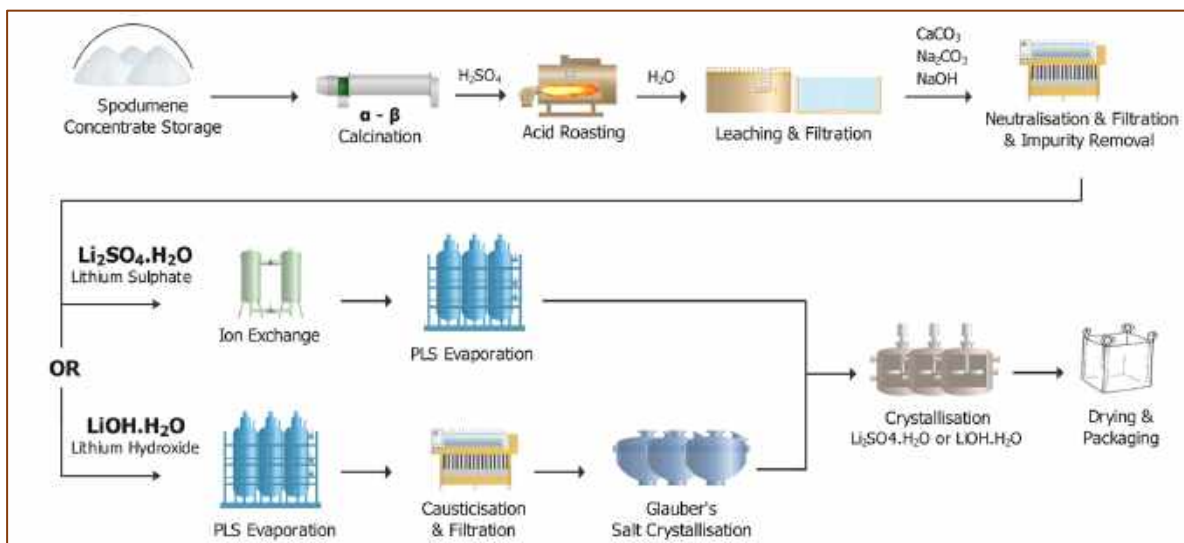 Spodumene
Concentrate Storage
α - β
Calcination
H₂SO₄
Acid Roasting
H₂O
Leaching & Filtration
CaCO₃
Na₂CO₃
NaOH
Neutralisation & Filtration
& Impurity Removal
Li₂SO₄.H₂O
Lithium Sulphate
Ion Exchange
PLS Evaporation
OR
LiOH.H₂O
Lithium Hydroxide
PLS Evaporation
Causticisation
& Filtration
Glauber's
Salt Crystallisation
Crystallisation
Li₂SO4.H₂O or LiOH.H₂O
Drying &
Packaging